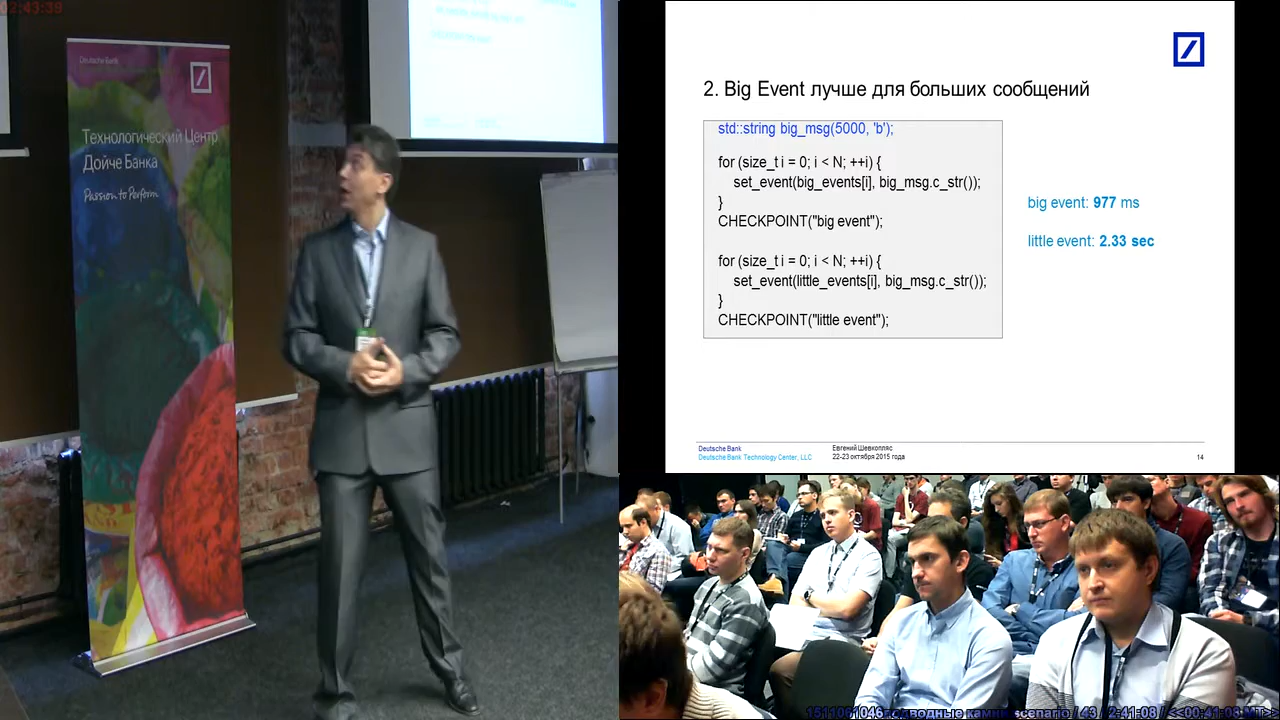 02:43:39
Deutsche Bank
Технологический Центр
Дойче Банка
Passion to Perform
2. Big Event лучше для больших сообщений
std::string big_msg(5000, 'b');
for (size_t i = 0; i < N; ++i) {
set_event(big_events[i], big_msg.c_str());
}
CHECKPOINT("big event");
for (size_t i = 0; i < N; ++i) {
set_event(little_events[i], big_msg.c_str());
}
CHECKPOINT("little event");
big event: 977 ms
little event: 2.33 sec
Deutsche Bank
Deutsche Bank Technology Center, LLC
Евгений Шевкопляс
22-23 октября 2015 года
14